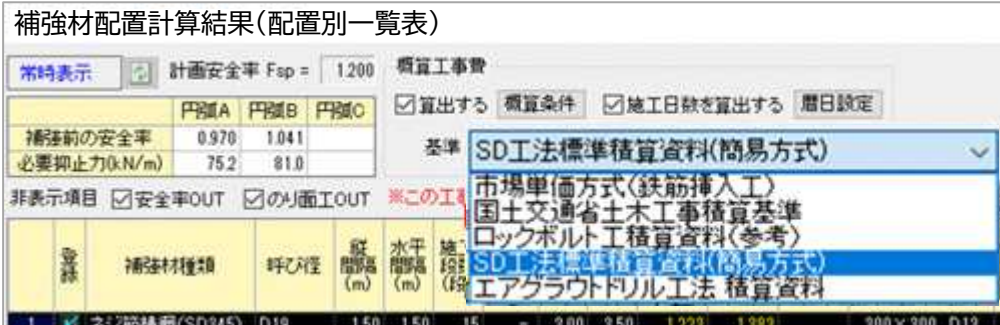 補強材配置計算結果(配置別一覧表)
常時表示 計画安全率 Fsp = 1.200 概算工事費
円弧A 円弧B 円弧C 算出する 概算条件 施工日数を算出する 暦日設定
補強前の安全率 0.970 1.041
必要抑止力(kN/m) 75.2 81.0
基準 SD工法標準積算資料(簡易方式)
非表示項目 安全率OUT のり面工OUT ※この工事
市場単価方式(鉄筋挿入工)
国土交通省土木工事積算基準
ロックボルト工積算資料(参考)
SD工法標準積算資料(簡易方式)
エアグラウトドリル工法 積算資料
登録 補強材種類 呼び径 縦間隔(m) 水平間隔(m)
1 D19 1.50 1.50 15 - 2.00 3.50 1.223 1.282 300×300 D13